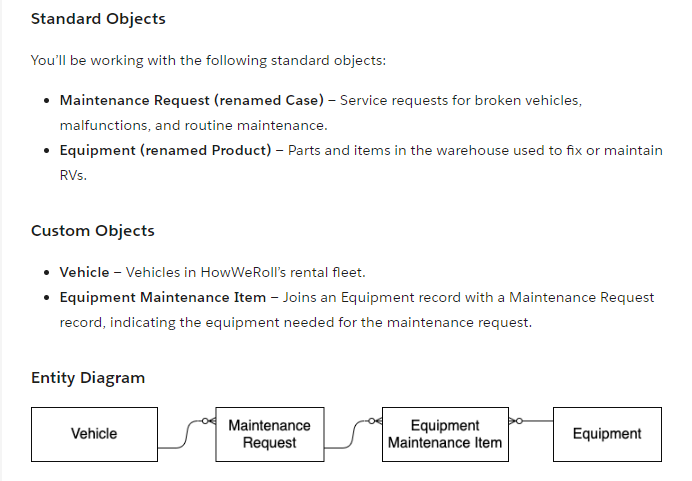 Standard Objects
You’ll be working with the following standard objects:
• Maintenance Request (renamed Case) – Service requests for broken vehicles,
malfunctions, and routine maintenance.
• Equipment (renamed Product) – Parts and items in the warehouse used to fix or maintain
RVs.
Custom Objects
• Vehicle – Vehicles in HowWeRoll’s rental fleet.
• Equipment Maintenance Item – Joins an Equipment record with a Maintenance Request
record, indicating the equipment needed for the maintenance request.
Entity Diagram
Vehicle
Maintenance
Request
Equipment
Maintenance Item
Equipment